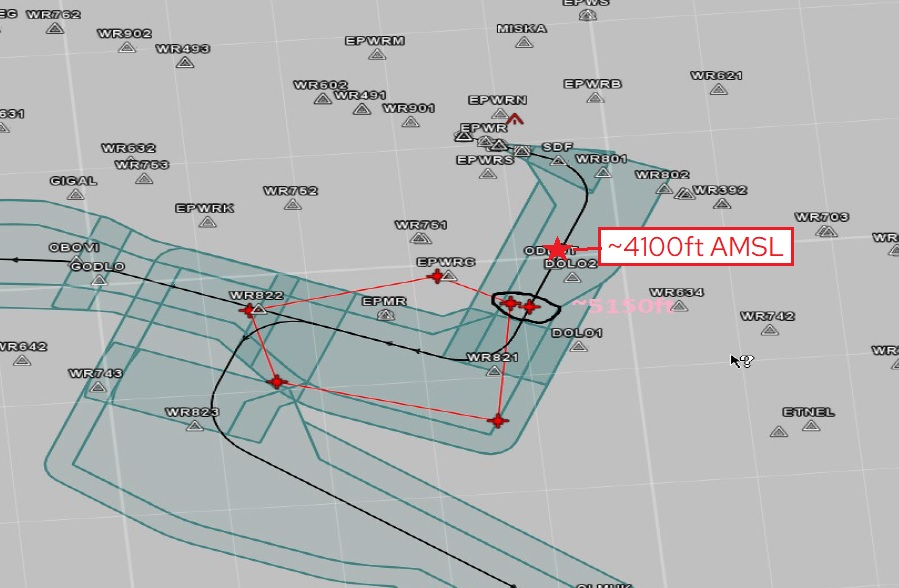 EPWS
EG
WR762
MISKA
WR902
EPWRM
WR493
WR621
WR602
EPWRB
WR491
EPWRN
WR901
631
EPWR
WR632
SDF
EPWRS
WR801
WR753
WR802
GIGAL
WR752
WR392
EPWRK
WR703
WR761
OBOVI
~4100ft AMSL
EPWRG
DOLO2
GODLO
WR822
WR634
EPMR
~5150ft
WR742
DOLO1
WR642
WR821
WR743
WR823
ETNEL